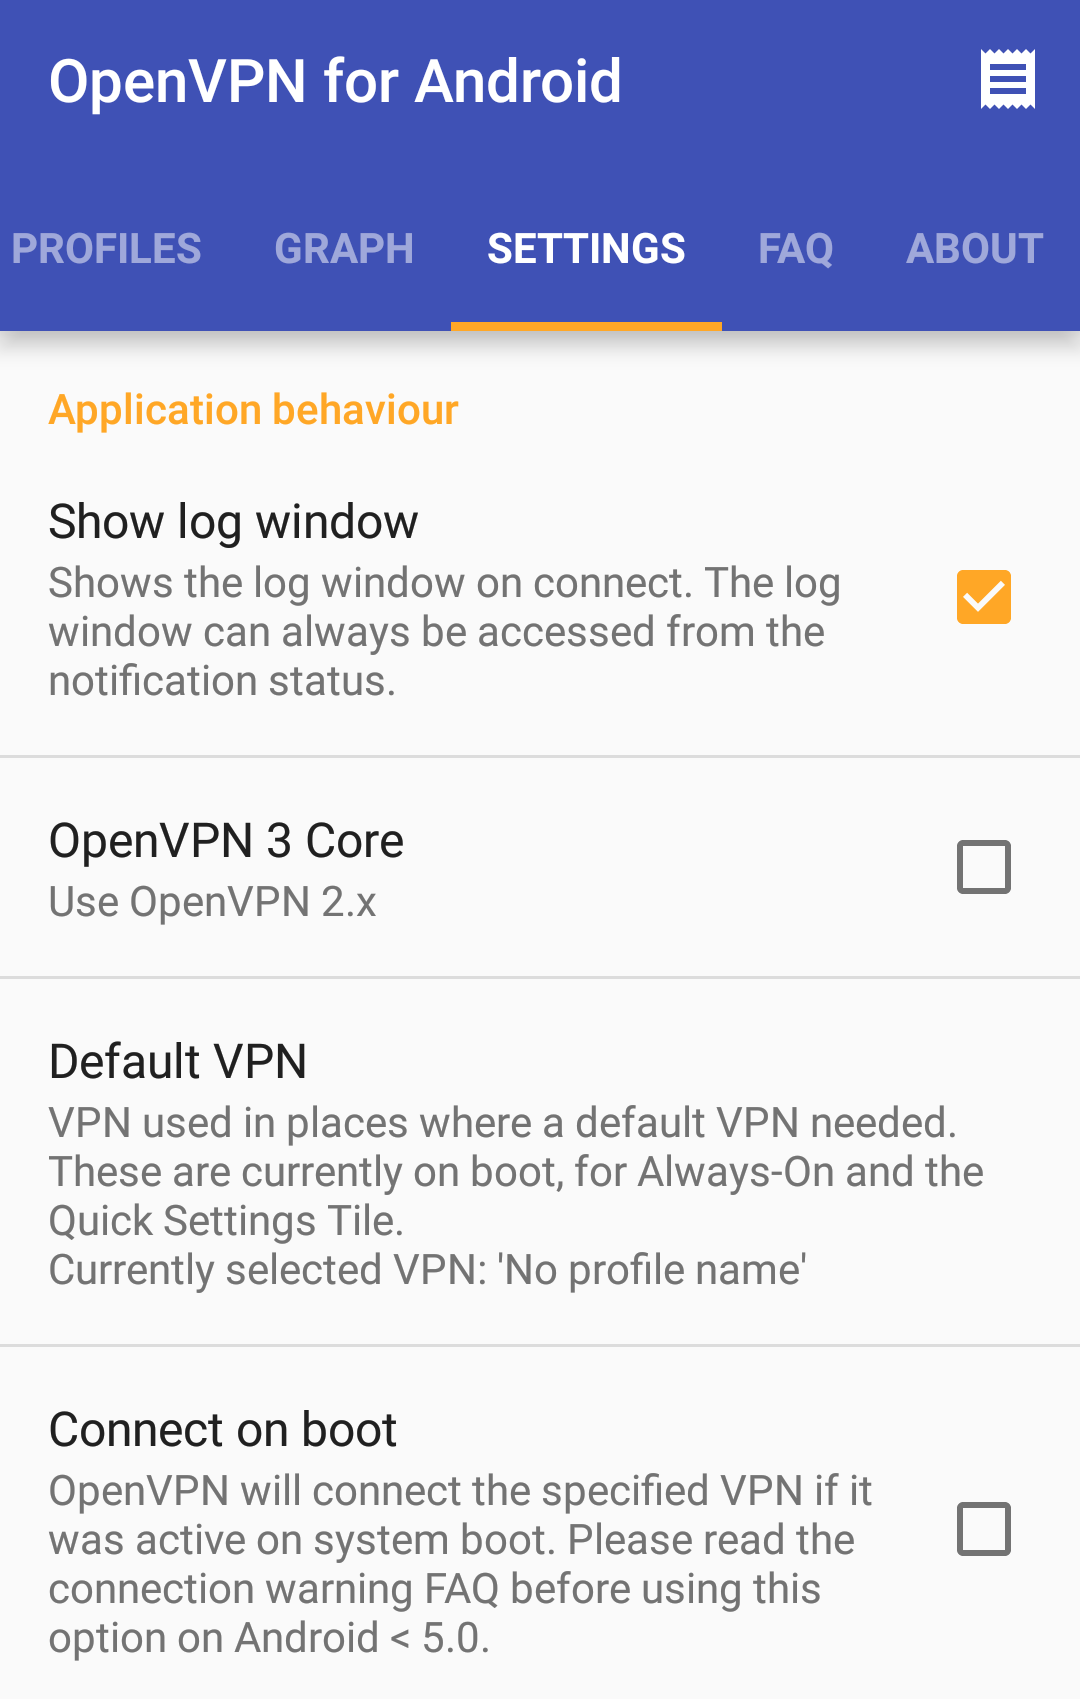 OpenVPN for Android
PROFILES GRAPH SETTINGS FAQ ABOUT
Application behaviour
Show log window
Shows the log window on connect. The log
window can always be accessed from the
notification status.
OpenVPN 3 Core
Use OpenVPN 2.x
Default VPN
VPN used in places where a default VPN needed.
These are currently on boot, for Always-On and the
Quick Settings Tile.
Currently selected VPN: 'No profile name'
Connect on boot
OpenVPN will connect the specified VPN if it
was active on system boot. Please read the
connection warning FAQ before using this
option on Android < 5.0.